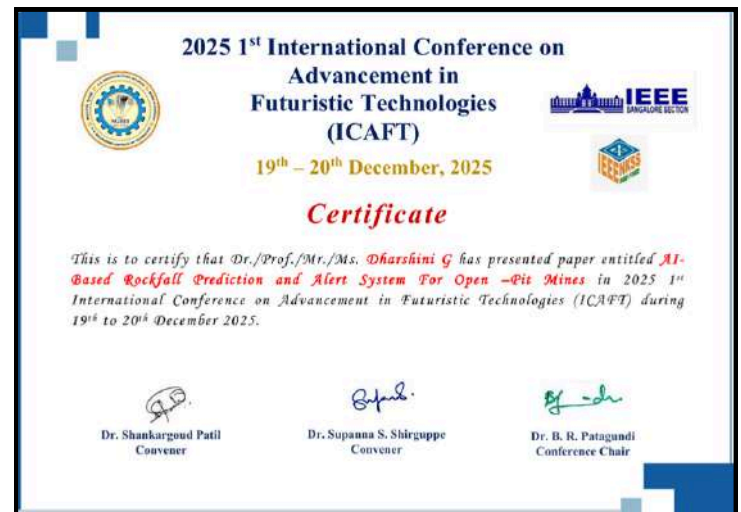 2025 1st International Conference on
Advancement in
Futuristic Technologies
(ICAFT)
19th – 20th December, 2025
IEEE
BANGALORE SECTION
IEEENKSS
Certificate
This is to certify that Dr./Prof./Mr./Ms. Dharshini G has presented paper entitled AI-
Based Rockfall Prediction and Alert System For Open –Pit Mines in 2025 1st
International Conference on Advancement in Futuristic Technologies (ICAFT) during
19th to 20th December 2025.
Dr. Shankargoud Patil
Convener
Dr. Supanna S. Shirguppe
Convener
Dr. B. R. Patagundi
Conference Chair